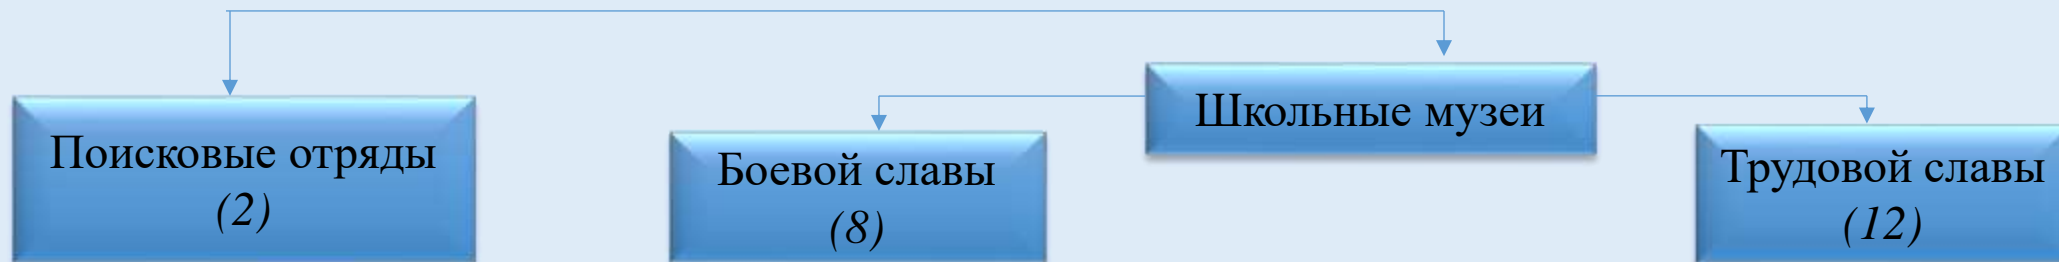 Школьные музеи
Поисковые отряды
(2)
Боевой славы
(8)
Трудовой славы
(12)